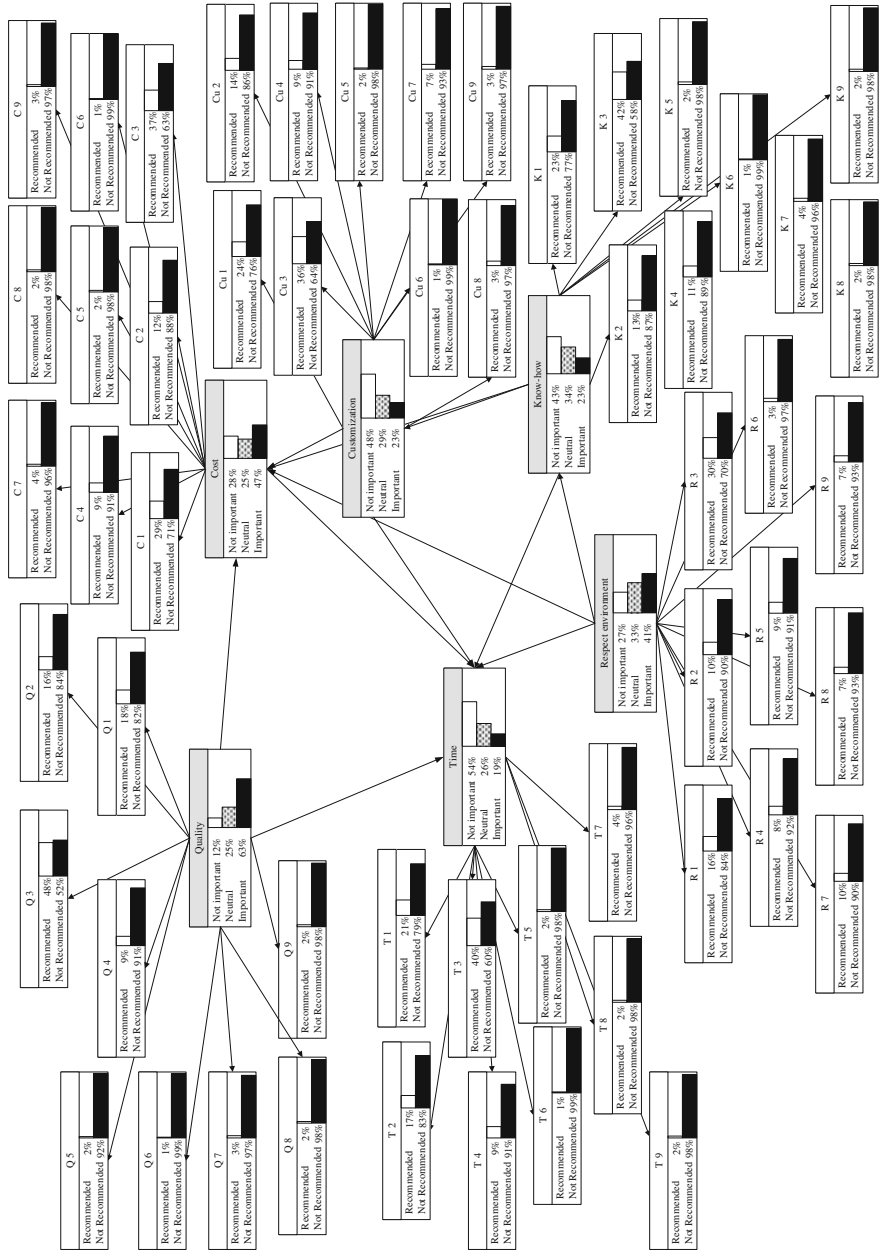 Q 3
Recommended 48%
Not Recommended 52%
Q 2
Recommended 16%
Not Recommended 84%
C 7
Recommended 4%
Not Recommended 96%
C 8
Recommended 2%
Not Recommended 98%
C 9
Recommended 3%
Not Recommended 97%
Q 5
Recommended 2%
Not Recommended 92%
Q 4
Recommended 9%
Not Recommended 91%
Q 1
Recommended 18%
Not Recommended 82%
C 4
Recommended 9%
Not Recommended 91%
C 5
Recommended 2%
Not Recommended 98%
C 6
Recommended 1%
Not Recommended 99%
Q 6
Recommended 1%
Not Recommended 99%
C 1
Recommended 29%
Not Recommended 71%
C 2
Recommended 12%
Not Recommended 88%
C 3
Recommended 37%
Not Recommended 63%
Q 7
Recommended 3%
Not Recommended 97%
Quality
Not important 12%
Neutral 25%
Important 63%
Cost
Not important 28%
Neutral 25%
Important 47%
Cu 2
Recommended 14%
Not Recommended 86%
Q 8
Recommended 2%
Not Recommended 98%
Q 9
Recommended 2%
Not Recommended 98%
Cu 1
Recommended 24%
Not Recommended 76%
Cu 4
Recommended 9%
Not Recommended 91%
Cu 3
Recommended 36%
Not Recommended 64%
Cu 5
Recommended 2%
Not Recommended 98%
T 2
Recommended 17%
Not Recommended 83%
T 1
Recommended 21%
Not Recommended 79%
Customization
Not important 48%
Neutral 29%
Important 23%
Cu 7
Recommended 7%
Not Recommended 93%
Cu 6
Recommended 1%
Not Recommended 99%
Cu 9
Recommended 3%
Not Recommended 97%
T 4
Recommended 9%
Not Recommended 91%
T 3
Recommended 40%
Not Recommended 60%
Time
Not important 54%
Neutral 26%
Important 19%
Cu 8
Recommended 3%
Not Recommended 97%
T 6
Recommended 1%
Not Recommended 99%
T 5
Recommended 2%
Not Recommended 98%
Know-how
Not important 43%
Neutral 34%
Important 23%
K 1
Recommended 23%
Not Recommended 77%
T 8
Recommended 2%
Not Recommended 98%
T 7
Recommended 4%
Not Recommended 96%
Respect environment
Not important 27%
Neutral 33%
Important 41%
K 2
Recommended 13%
Not Recommended 87%
K 3
Recommended 42%
Not Recommended 58%
T 9
Recommended 2%
Not Recommended 98%
R 1
Recommended 16%
Not Recommended 84%
R 2
Recommended 10%
Not Recommended 90%
R 3
Recommended 30%
Not Recommended 70%
K 4
Recommended 11%
Not Recommended 89%
K 5
Recommended 2%
Not Recommended 98%
R 4
Recommended 8%
Not Recommended 92%
R 5
Recommended 9%
Not Recommended 91%
R 6
Recommended 3%
Not Recommended 97%
K 6
Recommended 1%
Not Recommended 99%
K 7
Recommended 4%
Not Recommended 96%
R 7
Recommended 10%
Not Recommended 90%
R 8
Recommended 7%
Not Recommended 93%
R 9
Recommended 7%
Not Recommended 93%
K 8
Recommended 2%
Not Recommended 98%
K 9
Recommended 2%
Not Recommended 98%